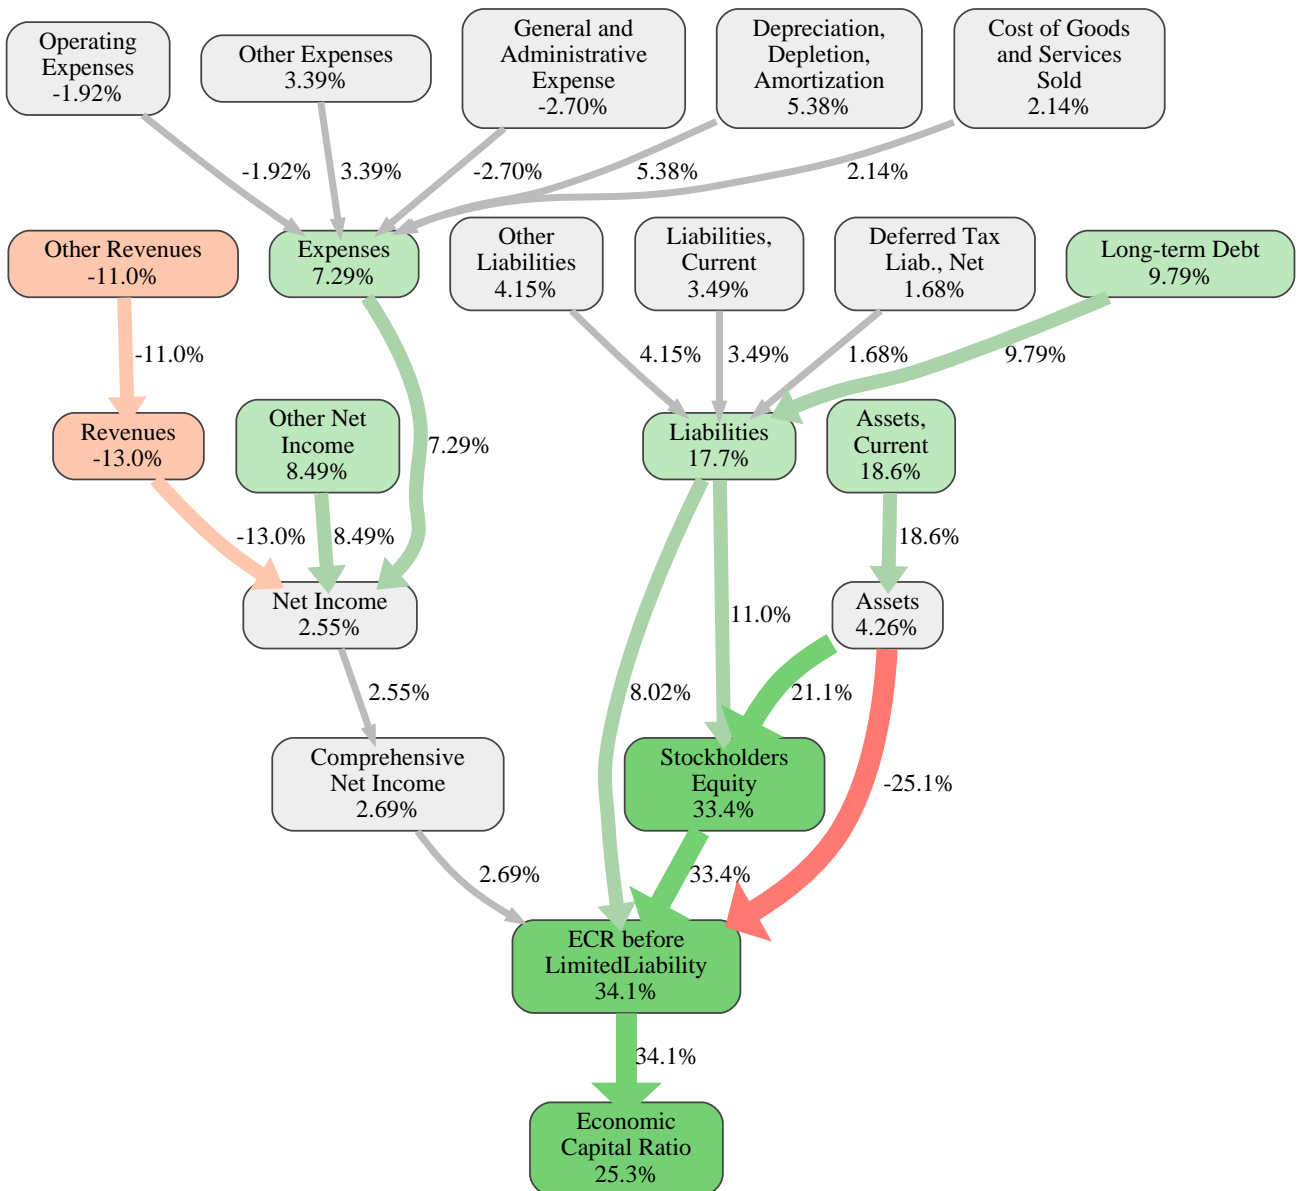 Operating
Expenses
-1.92%
Other Expenses
3.39%
General and
Administrative
Expense
-2.70%
Depreciation,
Depletion,
Amortization
5.38%
Cost of Goods
and Services
Sold
2.14%
-1.92%
3.39%
-2.70%
5.38%
2.14%
Other Revenues
-11.0%
Expenses
7.29%
Other
Liabilities
4.15%
Liabilities,
Current
3.49%
Deferred Tax
Liab., Net
1.68%
Long-term Debt
9.79%
-11.0%
4.15%
3.49%
1.68%
9.79%
Revenues
-13.0%
Other Net
Income
8.49%
7.29%
Liabilities
17.7%
Assets,
Current
18.6%
-13.0%
8.49%
18.6%
Net Income
2.55%
11.0%
Assets
4.26%
2.55%
8.02%
21.1%
Comprehensive
Net Income
2.69%
Stockholders
Equity
33.4%
-25.1%
2.69%
33.4%
ECR before
LimitedLiability
34.1%
34.1%
Economic
Capital Ratio
25.3%